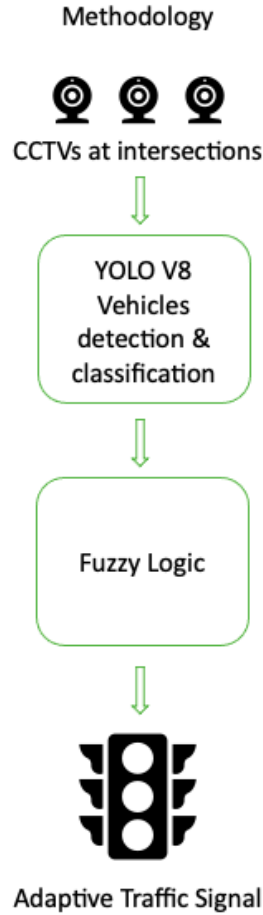 Methodology
CCTVs at intersections
YOLO V8
Vehicles
detection &
classification
Fuzzy Logic
Adaptive Traffic Signal